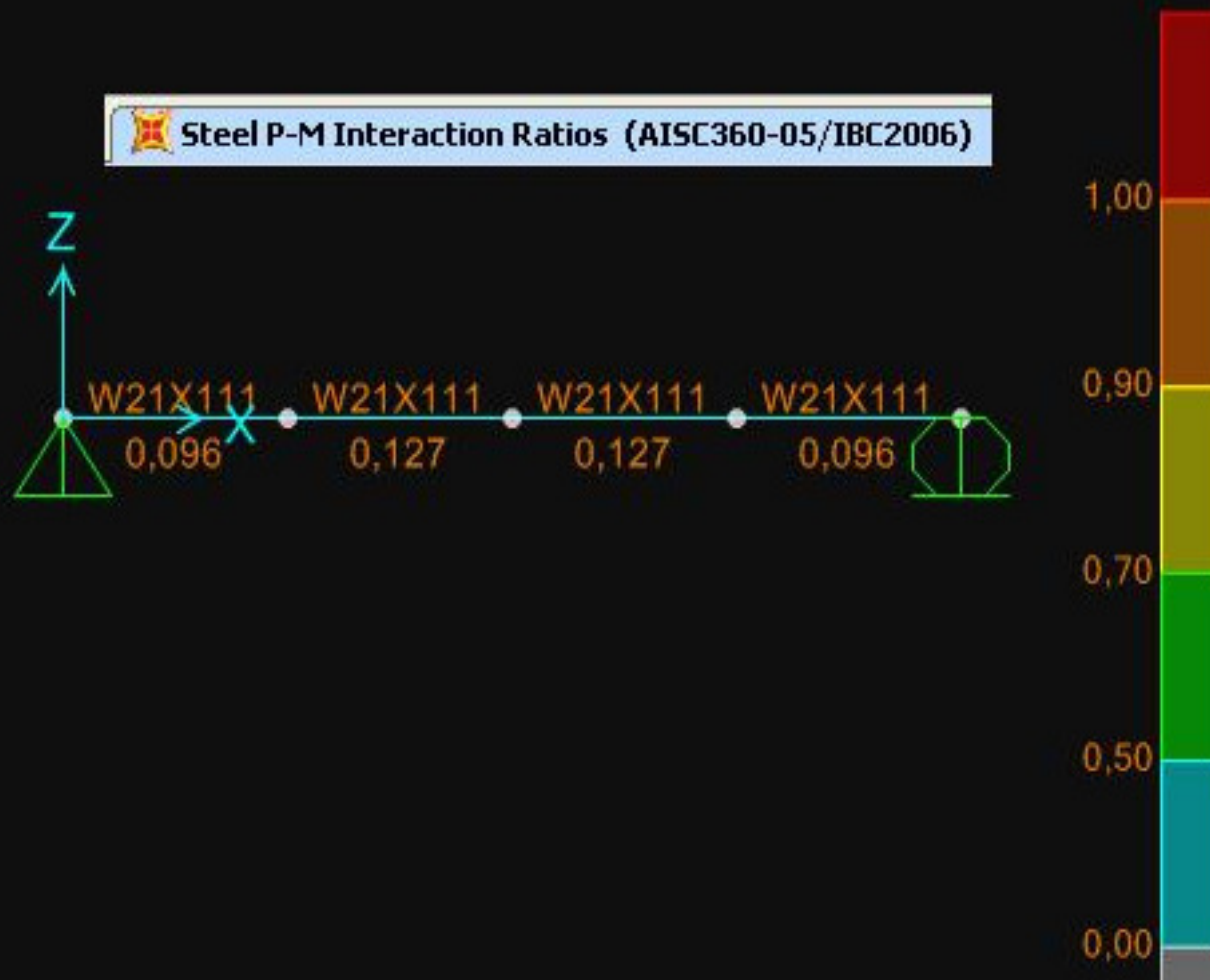 Steel P-M Interaction Ratios (AISC360-05/IBC2006)
1,00
Z
0,90
W21X111 W21X111 W21X111 W21X111
X
0,096 0,127 0,127 0,096
0,70
0,50
0,00